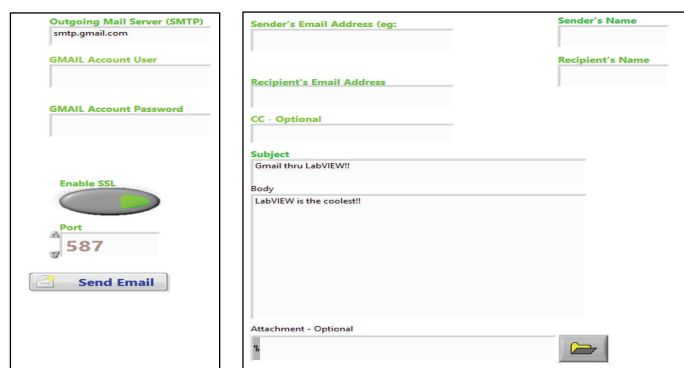 Outgoing Mail Server (SMTP)
smtp.gmail.com
GMAIL Account User
GMAIL Account Password
Enable SSL
Port
587
Send Email
Sender's Email Address (eg:
Sender's Name
Recipient's Email Address
Recipient's Name
CC - Optional
Subject
Gmail thru LabVIEW!!
Body
LabVIEW is the coolest!!
Attachment - Optional